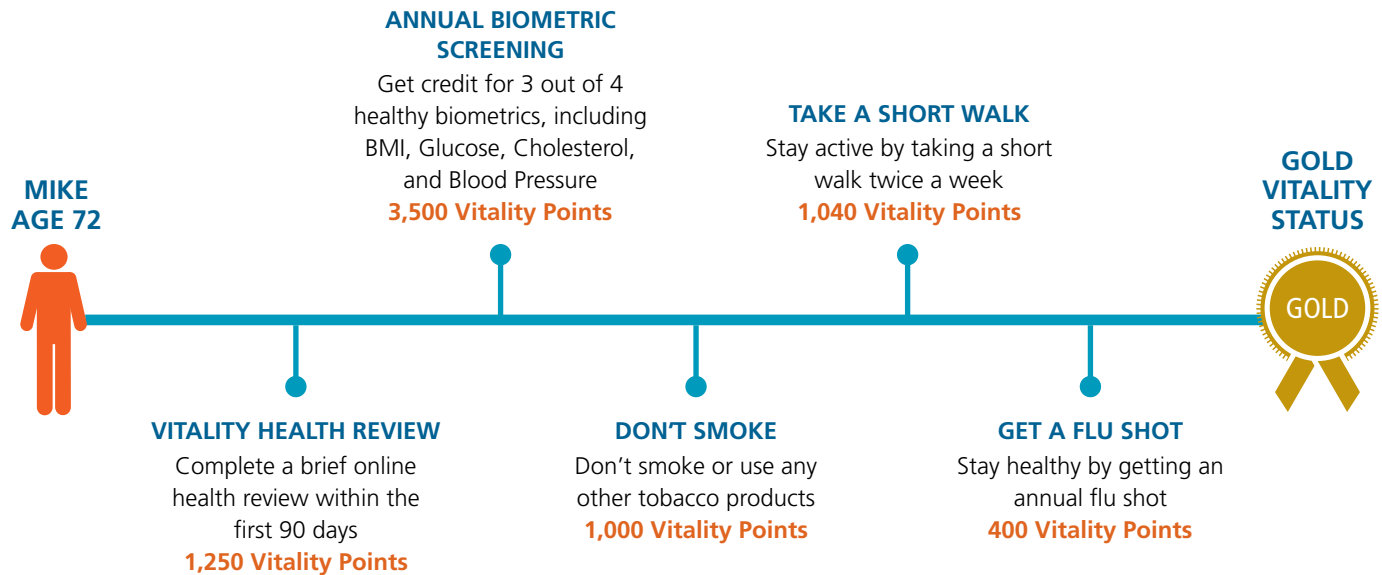 MIKE
AGE 72
VITALITY HEALTH REVIEW
Complete a brief online
health review within the
first 90 days
1,250 Vitality Points
ANNUAL BIOMETRIC
SCREENING
Get credit for 3 out of 4
healthy biometrics, including
BMI, Glucose, Cholesterol,
and Blood Pressure
3,500 Vitality Points
DON’T SMOKE
Don’t smoke or use any
other tobacco products
1,000 Vitality Points
TAKE A SHORT WALK
Stay active by taking a short
walk twice a week
1,040 Vitality Points
GET A FLU SHOT
Stay healthy by getting an
annual flu shot
400 Vitality Points
GOLD
VITALITY
STATUS
GOLD